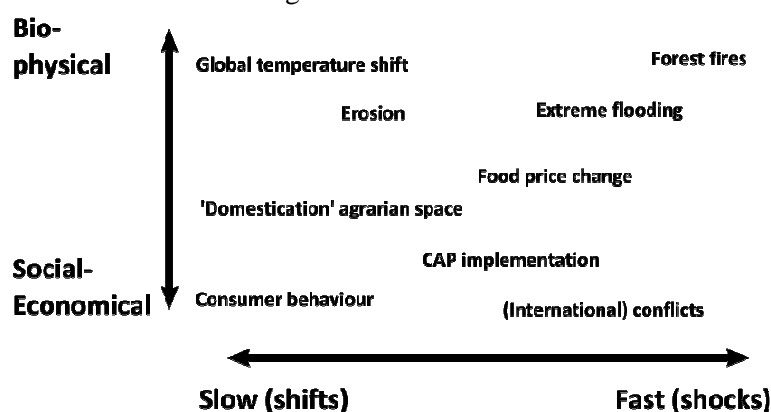 Bio-
physical
Global temperature shift
Forest fires
Erosion
Extreme flooding
Food price change
'Domestication' agrarian space
CAP implementation
Social-
Economical
Consumer behaviour
(International) conflicts
Slow (shifts)
Fast (shocks)